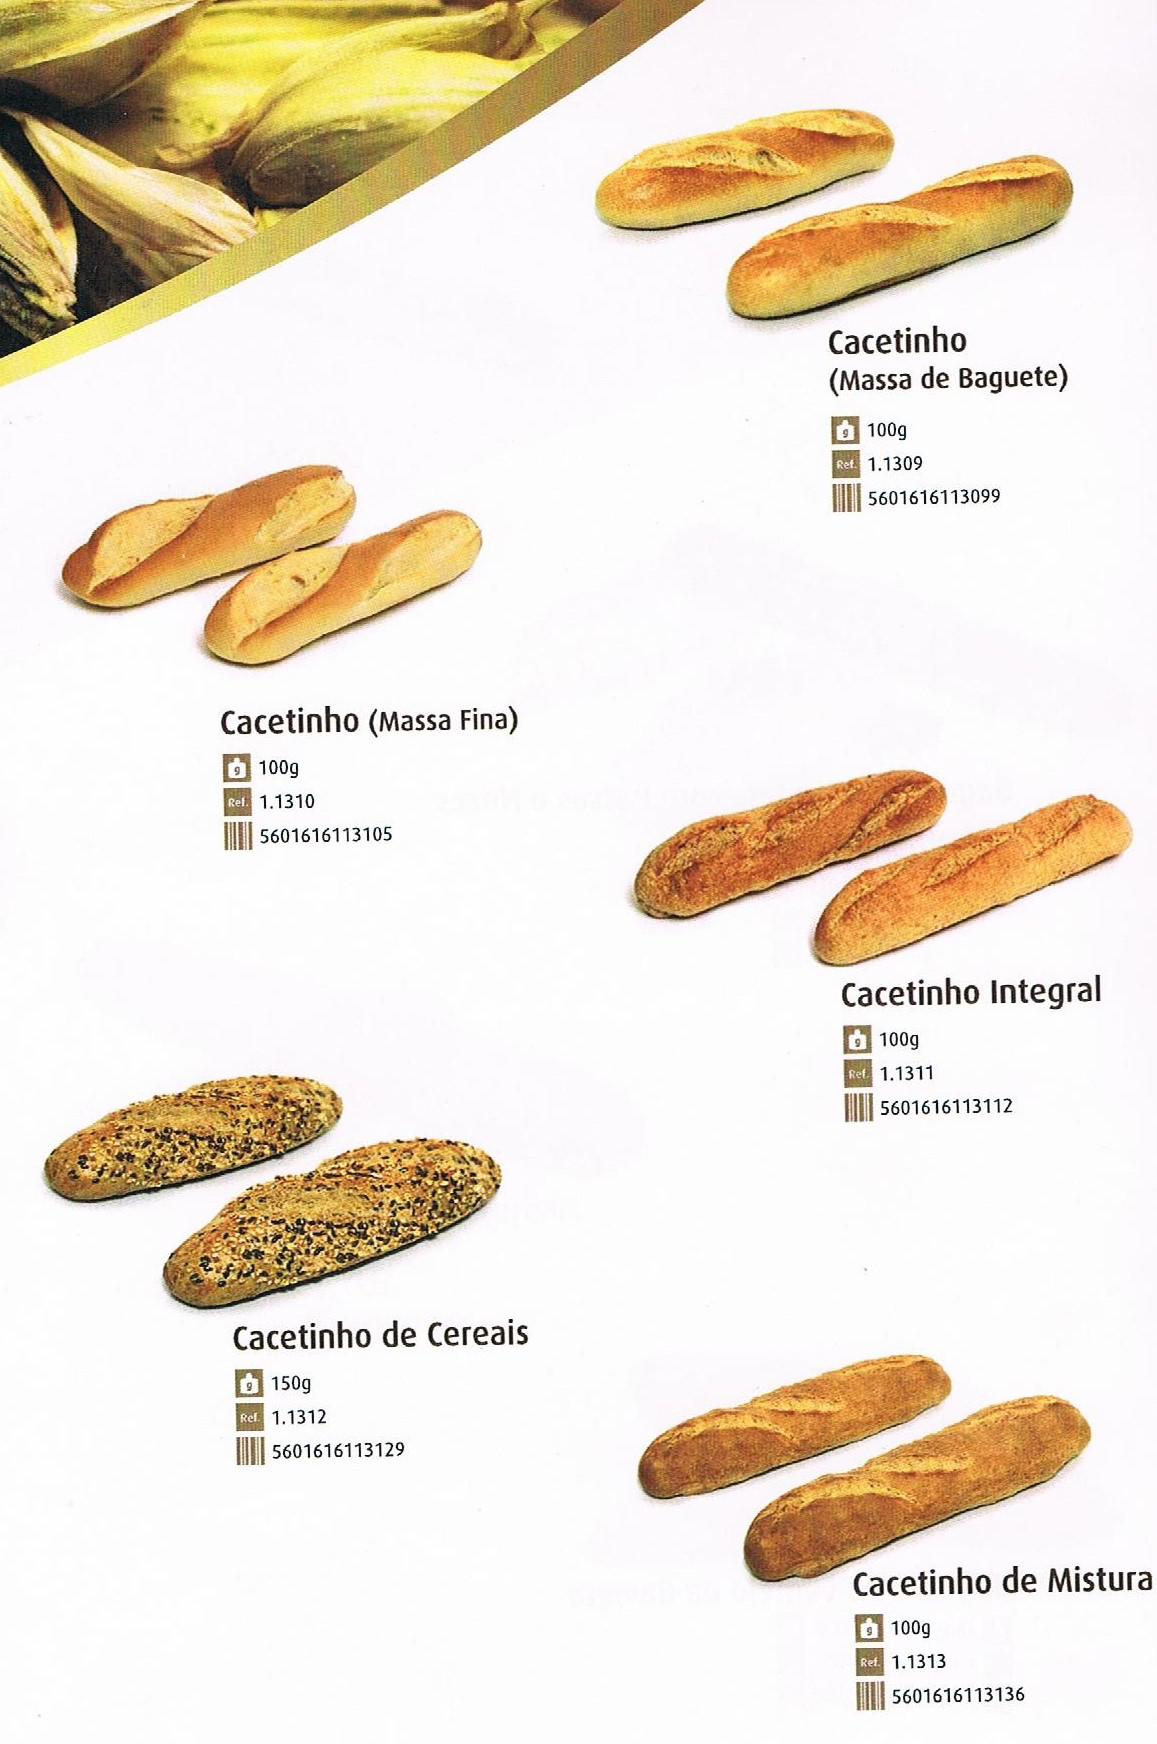 Cacetinho
(Massa de Baguete)
g 100g
Ref. 1.1309
5601616113099
Cacetinho (Massa Fina)
g 100g
Ref. 1.1310
5601616113105
Cacetinho Integral
g 100g
Ref. 1.1311
5601616113112
Cacetinho de Cereais
g 150g
Ref. 1.1312
5601616113129
Cacetinho de Mistura
g 100g
Ref. 1.1313
5601616113136